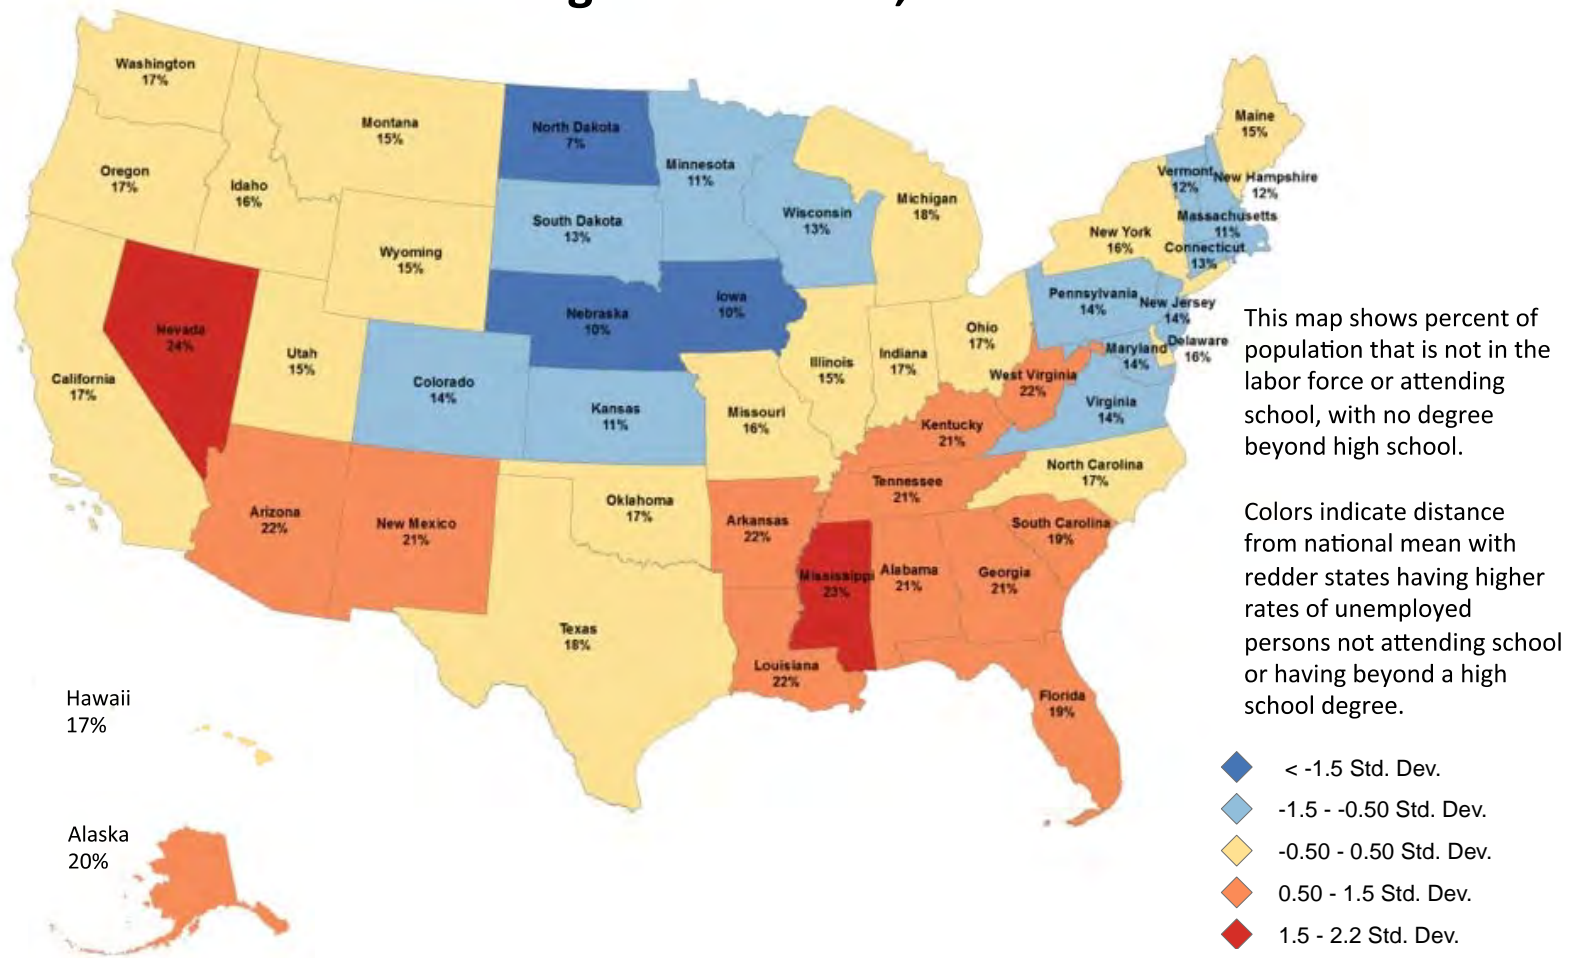 Washington
17%
Montana
15%
North Dakota
7%
Minnesota
11%
Maine
15%
Oregon
17%
Idaho
16%
Michigan
18%
Vermont
12%
New Hampshire
12%
South Dakota
13%
Wisconsin
13%
Massachusetts
11%
Wyoming
15%
New York
16%
Connecticut
13%
Nevada
24%
Nebraska
10%
Iowa
10%
Pennsylvania
14%
New Jersey
14%
Utah
15%
Ohio
17%
Illinois
15%
Indiana
17%
Maryland
14%
Delaware
16%
California
17%
Colorado
14%
West Virginia
22%
Kansas
11%
Missouri
16%
Kentucky
21%
Virginia
14%
North Carolina
17%
Arizona
22%
New Mexico
21%
Oklahoma
17%
Arkansas
22%
Tennessee
21%
South Carolina
19%
Mississippi
23%
Alabama
21%
Georgia
21%
Texas
18%
Louisiana
22%
Florida
19%
Hawaii
17%
Alaska
20%
This map shows percent of
population that is not in the
labor force or attending
school, with no degree
beyond high school.
Colors indicate distance
from national mean with
redder states having higher
rates of unemployed
persons not attending school
or having beyond a high
school degree.
< -1.5 Std. Dev.
-1.5 - -0.50 Std. Dev.
-0.50 - 0.50 Std. Dev.
0.50 - 1.5 Std. Dev.
1.5 - 2.2 Std. Dev.